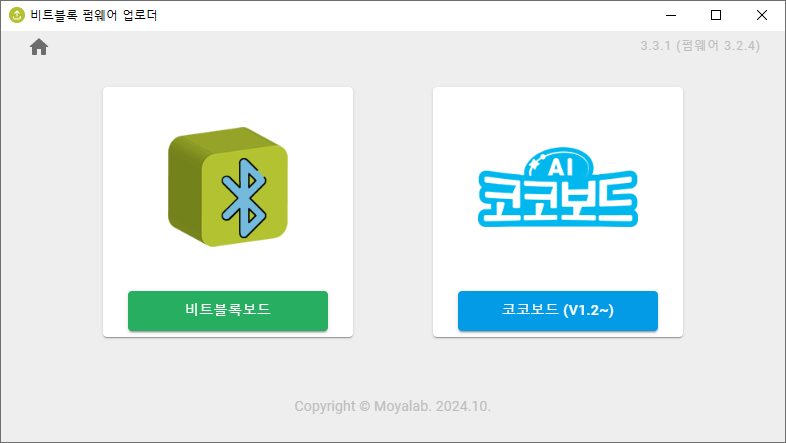 비트블록 펌웨어 업로더
3.3.1 (펌웨어 3.2.4)
AI
코코보드
비트블록보드
코코보드 (V1.2~)
Copyright © Moyalab. 2024.10.